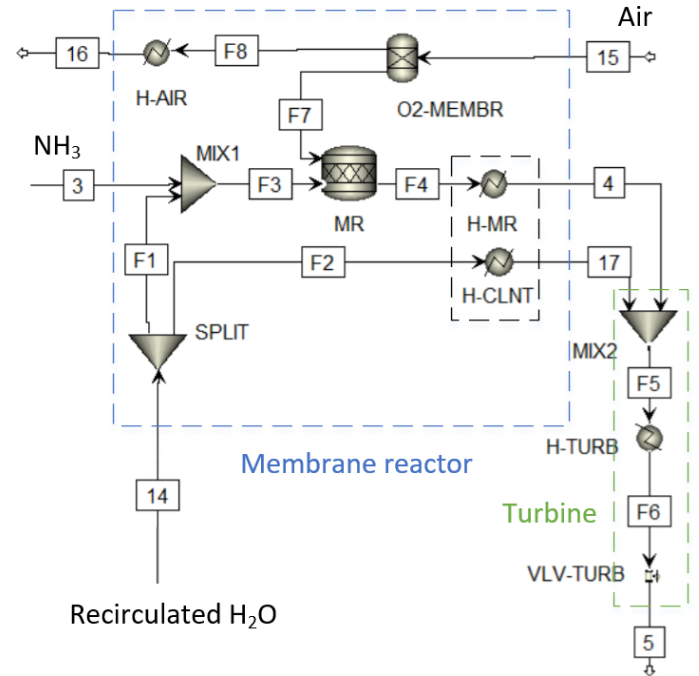 Air
16
F8
15
H-AIR
O2-MEMBR
F7
NH₃
MIX1
3
F3
F4
4
MR
H-MR
F1
F2
17
H-CLNT
SPLIT
MIX2
F5
H-TURB
Membrane reactor
14
Turbine
F6
VLV-TURB
Recirculated H₂O
5